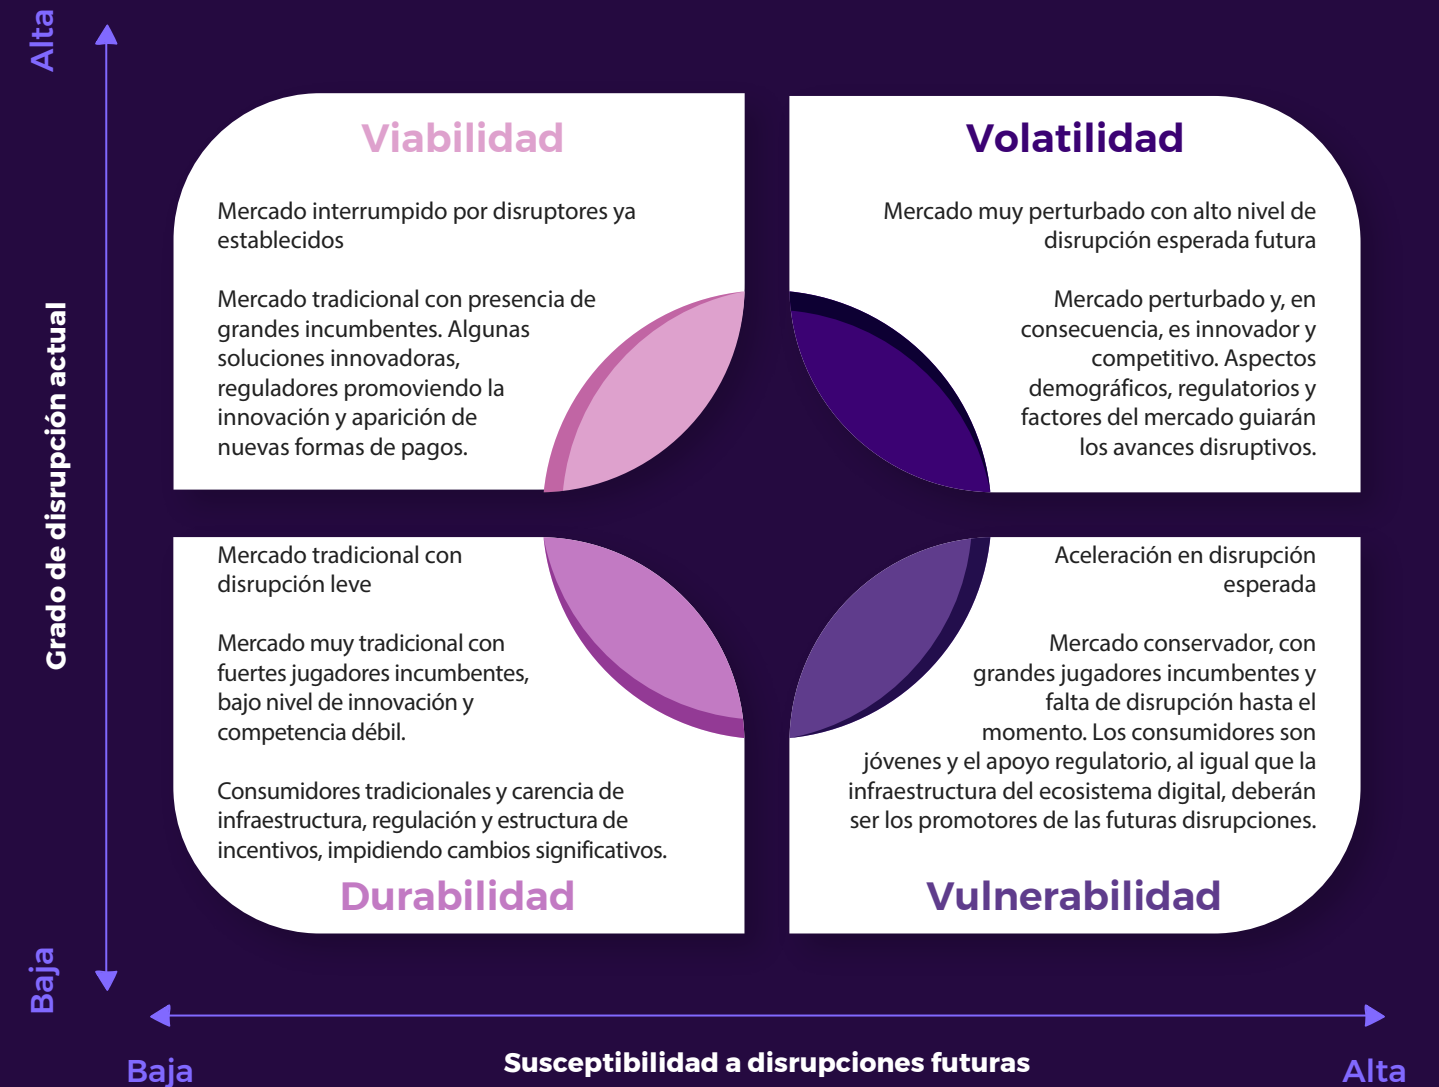 Alta
Grado de disrupción actual
Baja
Viabilidad
Mercado interrumpido por disruptores ya
establecidos
Mercado tradicional con presencia de
grandes incumbentes. Algunas
soluciones innovadoras,
reguladores promoviendo la
innovación y aparición de
nuevas formas de pagos.
Volatilidad
Mercado muy perturbado con alto nivel de
disrupción esperada futura
Mercado perturbado y, en
consecuencia, es innovador y
competitivo. Aspectos
demográficos, regulatorios y
factores del mercado guiarán
los avances disruptivos.
Mercado tradicional con
disrupción leve
Mercado muy tradicional con
fuertes jugadores incumbentes,
bajo nivel de innovación y
competencia débil.
Consumidores tradicionales y carencia de
infraestructura, regulación y estructura de
incentivos, impidiendo cambios significativos.
Durabilidad
Aceleración en disrupción
esperada
Mercado conservador, con
grandes jugadores incumbentes y
falta de disrupción hasta el
momento. Los consumidores son
jóvenes y el apoyo regulatorio, al igual que la
infraestructura del ecosistema digital, deberán
ser los promotores de las futuras disrupciones.
Vulnerabilidad
Baja
Susceptibilidad a disrupciones futuras
Alta